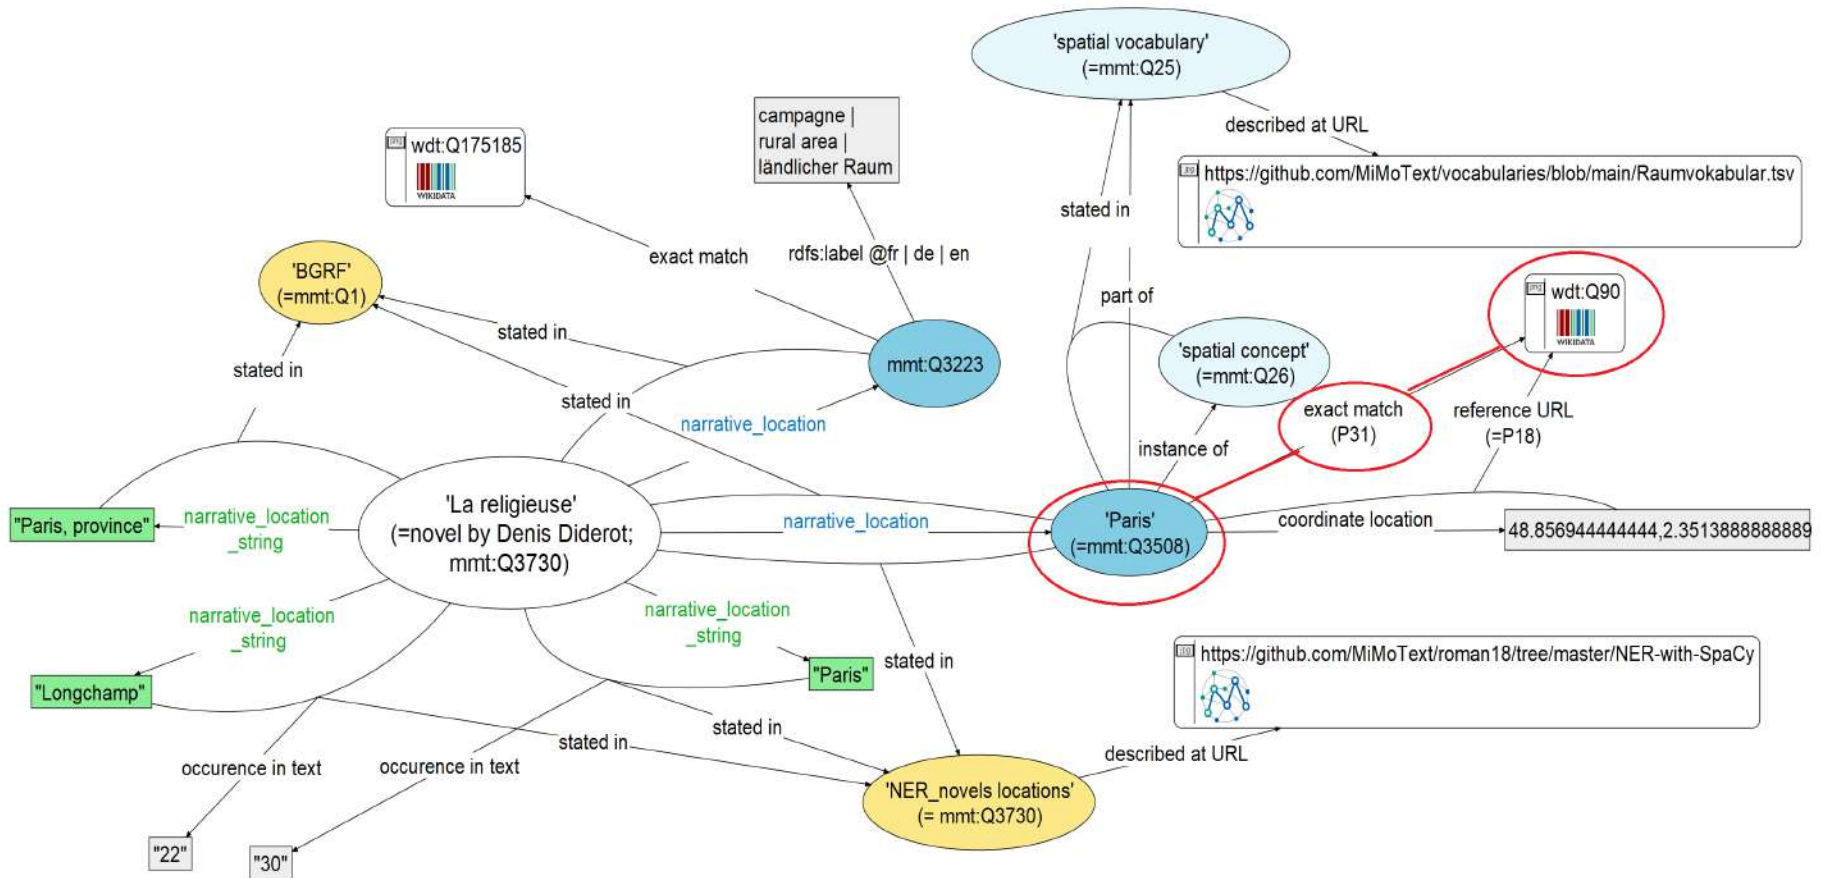 'spatial vocabulary'
(=mmt:Q25)
campagne |
rural area |
ländlicher Raum
described at URL
wdt:Q175185
WIKIDATA
https://github.com/MiMoText/vocabularies/blob/main/Raumvokabular.tsv
stated in
exact match
rdfs:label @fr | de | en
'BGRF'
(=mmt:Q1)
part of
wdt:Q90
WIKIDATA
stated in
mmt:Q3223
'spatial concept'
(=mmt:Q26)
stated in
stated in
narrative_location
exact match
(P31)
reference URL
(=P18)
instance of
'La religieuse'
(=novel by Denis Diderot;
mmt:Q3730)
"Paris, province"
narrative_location
_string
narrative_location
'Paris'
(=mmt:Q3508)
coordinate location
48.856944444444,2.3513888888889
narrative_location
_string
narrative_location
_string
"Longchamp"
"Paris"
stated in
https://github.com/MiMoText/roman18/tree/master/NER-with-SpaCy
stated in
stated in
described at URL
occurence in text
occurence in text
'NER_novels locations'
(= mmt:Q3730)
"22"
"30"